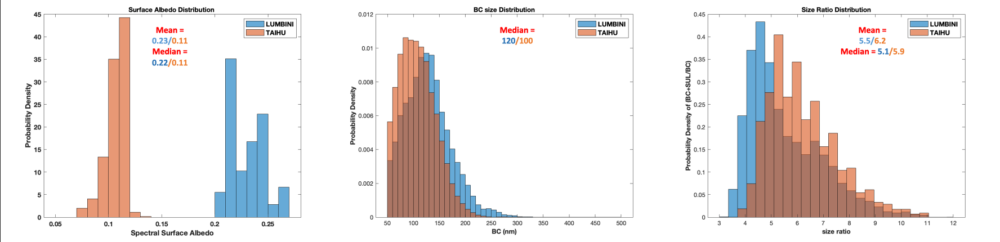 Surface Albedo Distribution
45
40
35
30
25
20
15
10
5
0
Probability Density
0.05
0.1
0.15
0.2
0.25
Spectral Surface Albedo
Mean =
0.23/0.11
Median =
0.22/0.11
LUMBINI
TAIHU
BC size Distribution
0.012
0.01
0.008
0.006
0.004
0.002
0
Probability Density
50
100
150
200
250
300
350
400
450
500
BC (nm)
Median =
120/100
LUMBINI
TAIHU
Size Ratio Distribution
0.45
0.4
0.35
0.3
0.25
0.2
0.15
0.1
0.05
0
Probability Density of (BC+SUL/BC)
3
4
5
6
7
8
9
10
11
12
size ratio
Mean =
5.5/6.2
Median = 5.1/5.9
LUMBINI
TAIHU